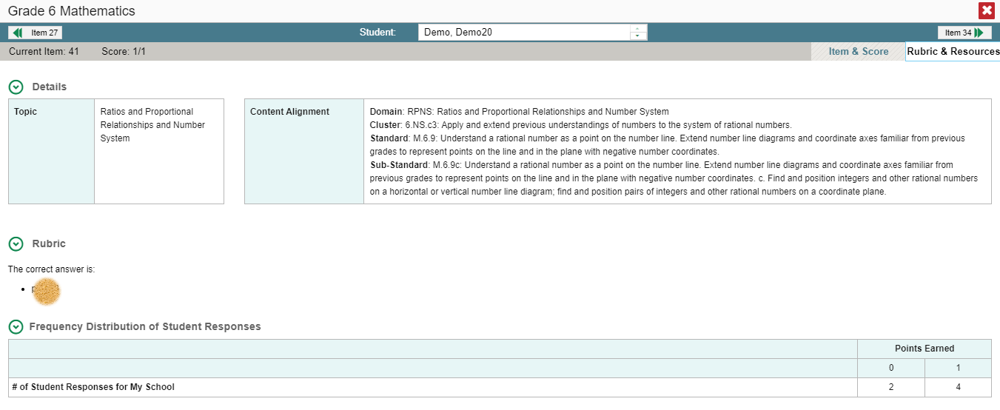 Grade 6 Mathematics
Item 27
Student:
Demo, Demo20
Item 34
Current Item: 41
Score: 1/1
Item & Score
Rubric & Resources
Details
Topic
Ratios and Proportional
Relationships and Number
System
Content Alignment
Domain: RPNS: Ratios and Proportional Relationships and Number System
Cluster: 6.NS.c3: Apply and extend previous understandings of numbers to the system of rational numbers.
Standard: M.6.9: Understand a rational number as a point on the number line. Extend number line diagrams and coordinate axes familiar from previous
grades to represent points on the line and in the plane with negative number coordinates.
Sub-Standard: M.6.9c: Understand a rational number as a point on the number line. Extend number line diagrams and coordinate axes familiar from
previous grades to represent points on the line and in the plane with negative number coordinates. c. Find and position integers and other rational numbers
on a horizontal or vertical number line diagram; find and position pairs of integers and other rational numbers on a coordinate plane.
Rubric
The correct answer is:
Frequency Distribution of Student Responses
Points Earned
0 1
# of Student Responses for My School 2 4